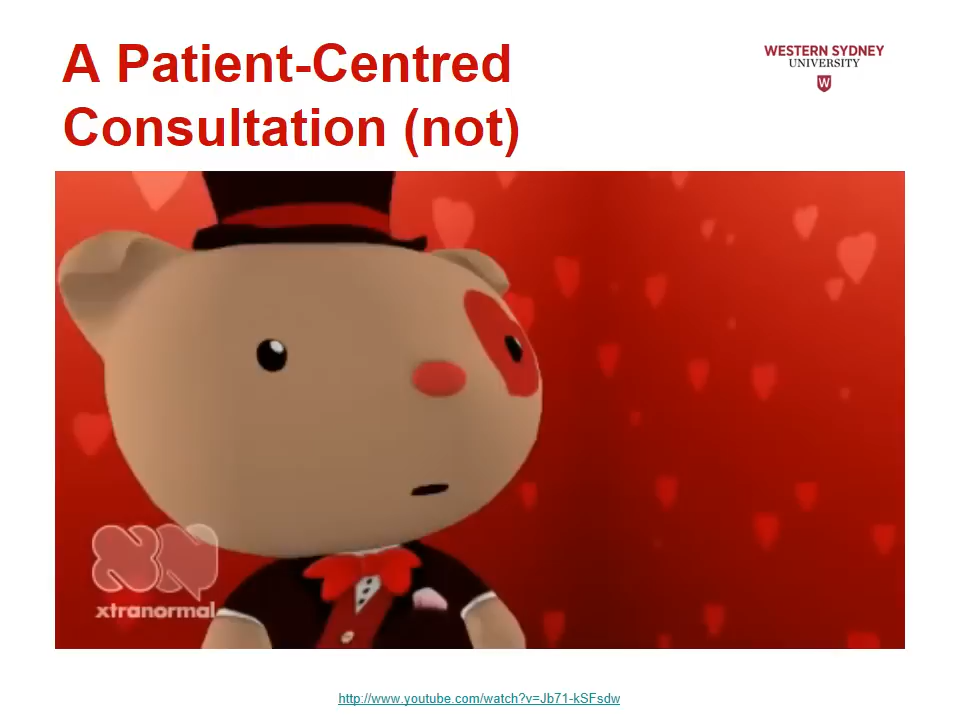 A Patient-Centred
Consultation (not)
WESTERN SYDNEY
UNIVERSITY
W
xtranormal
http://www.youtube.com/watch?v=Jb71-kSFsdw